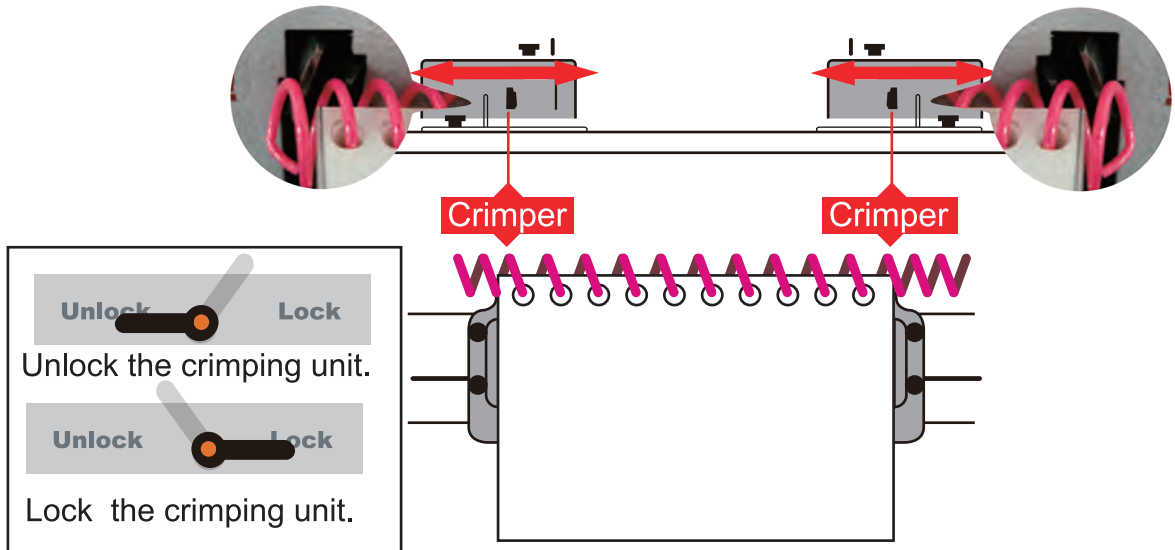 Crimper Crimper
Unlock Lock
Unlock the crimping unit.
Unlock Lock
Lock the crimping unit.